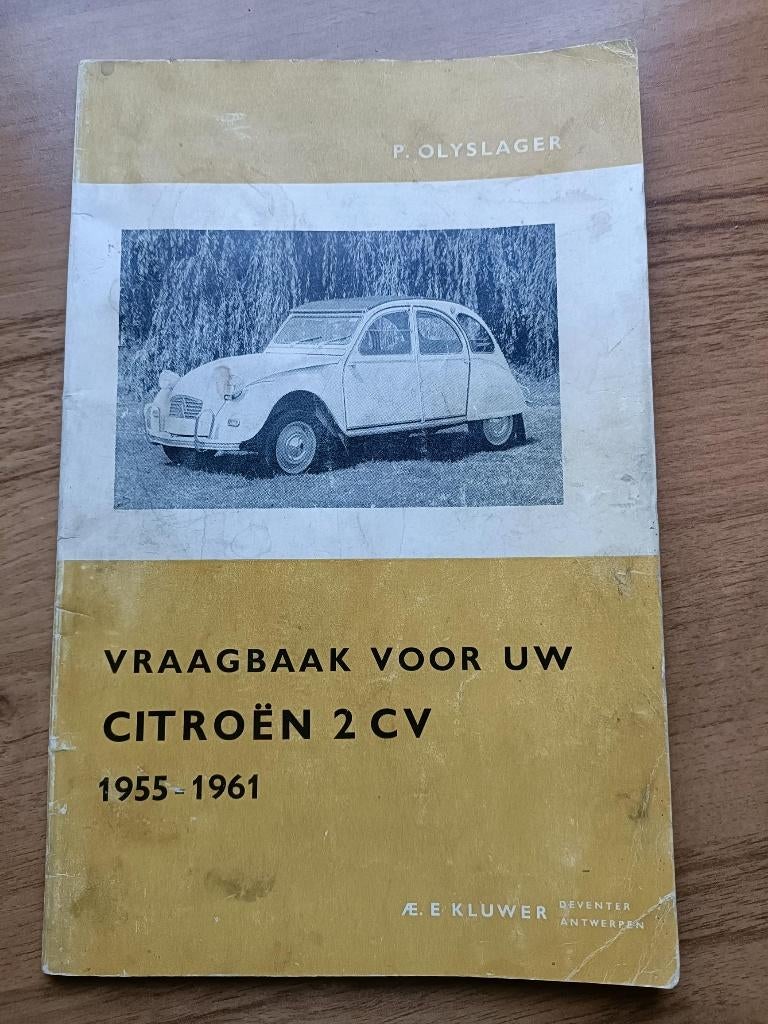 P. OLYSLAGER
VRAAGBAAK VOOR UW
CITROËN 2 CV
1955-1961
Æ. E KLUWER DEVENTER
ANTWERPEN